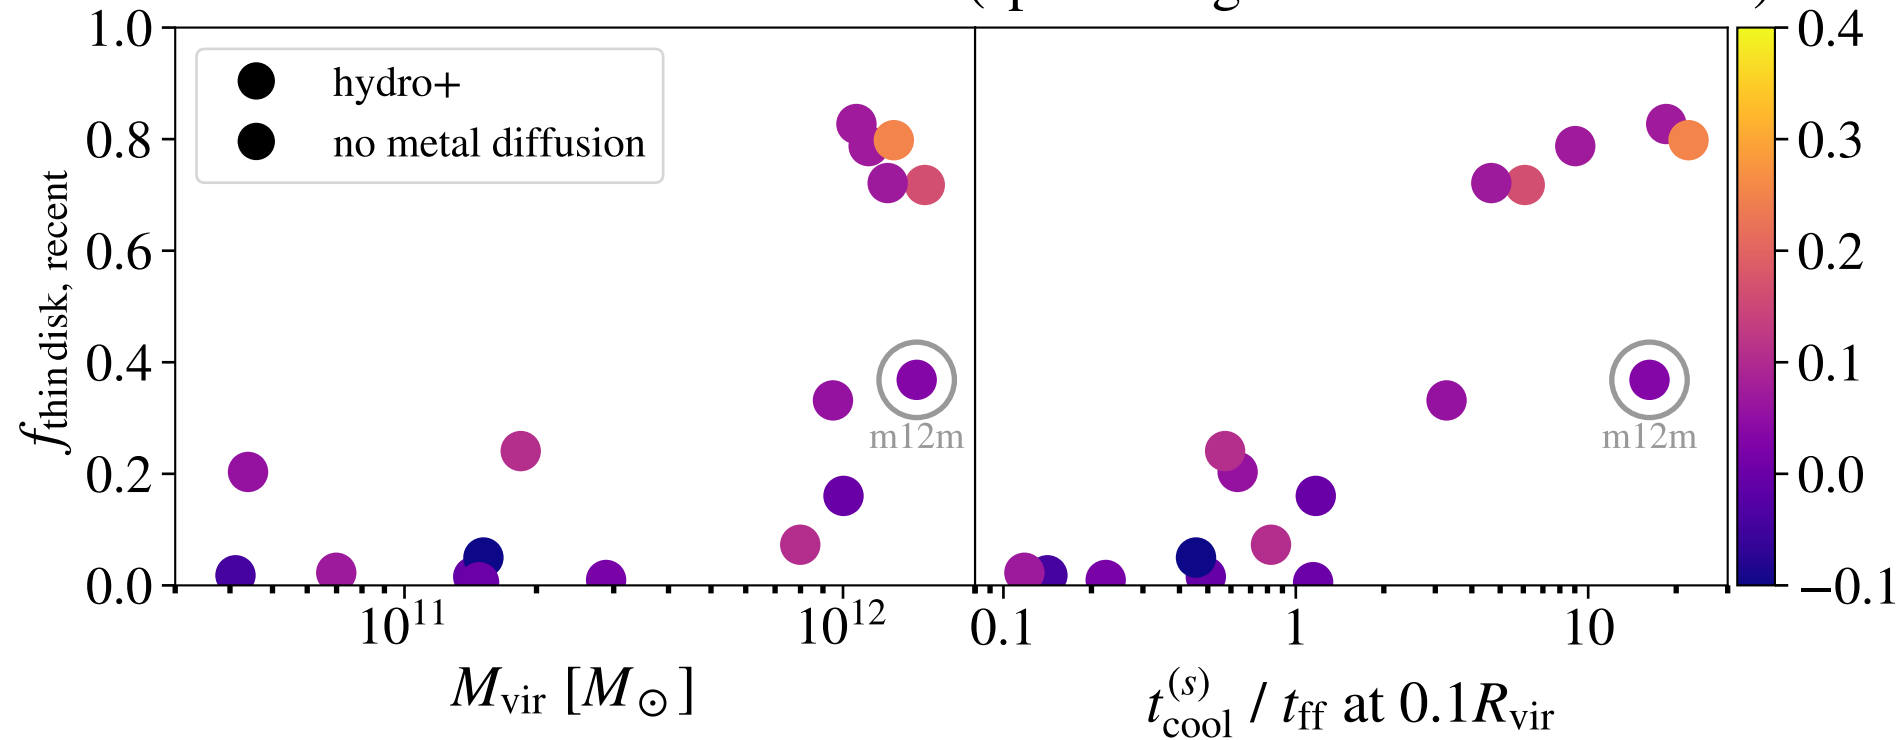 1.0
0.8
0.6
0.4
0.2
0.0
f thin disk, recent
hydro+
no metal diffusion
m12m
10^11
10^12
M_vir [M_⊙]
m12m
0.1
1
10
t_cool^(s) / t_ff at 0.1R_vir
0.4
0.3
0.2
0.1
0.0
−0.1